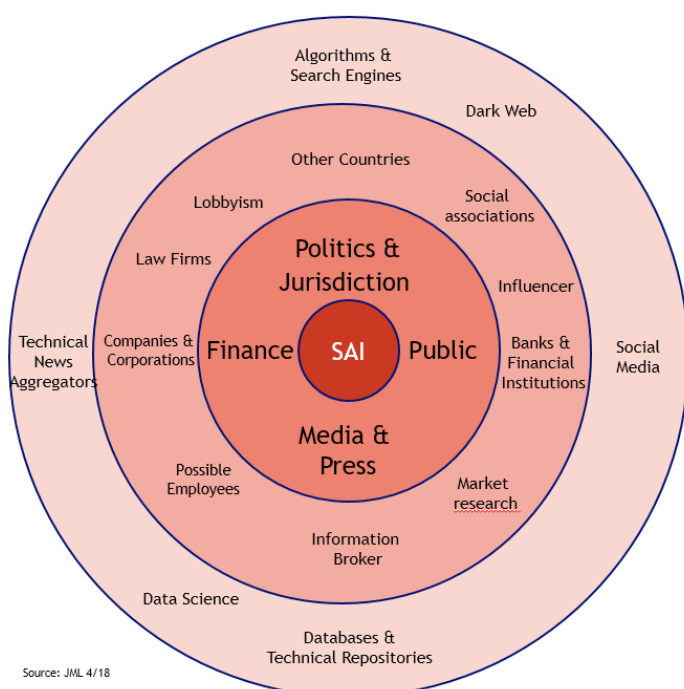 Algorithms &
Search Engines
Dark Web
Other Countries
Lobbyism
Social
associations
Law Firms
Politics &
Jurisdiction
Influencer
Technical
News
Aggregators
Companies &
Corporations
Finance
SAI
Public
Banks &
Financial
Institutions
Social
Media
Media &
Press
Possible
Employees
Market
research
Information
Broker
Data Science
Databases &
Technical Repositories
Source: JML 4/18